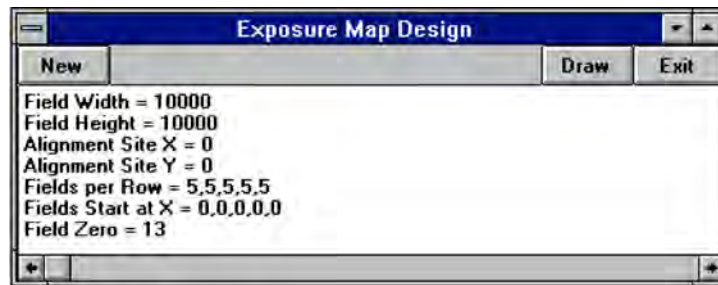 Exposure Map Design
New Draw Exit
Field Width = 10000
Field Height = 10000
Alignment Site X = 0
Alignment Site Y = 0
Fields per Row = 5,5,5,5,5
Fields Start at X = 0,0,0,0,0
Field Zero = 13